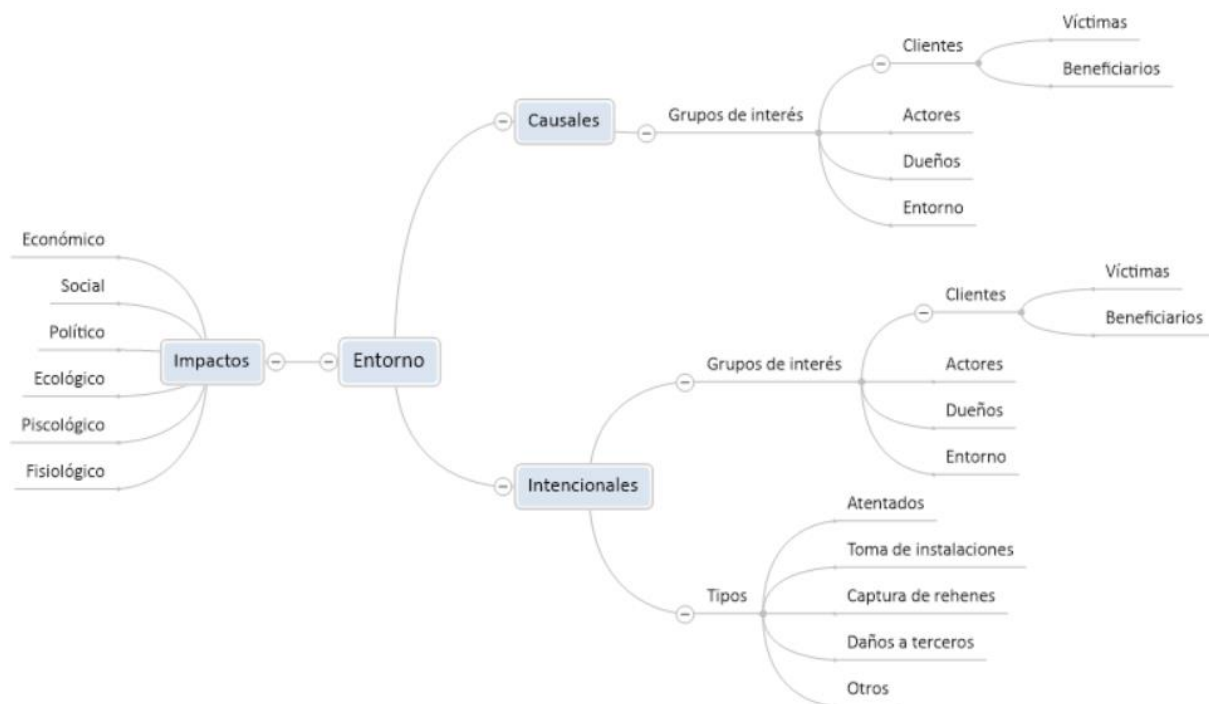 Víctimas
Clientes
Beneficiarios
Causales
Grupos de interés
Actores
Dueños
Entorno
Económico
Social
Político
Ecológico
Piscológico
Fisiológico
Impactos
Entorno
Víctimas
Clientes
Beneficiarios
Grupos de interés
Actores
Dueños
Entorno
Intencionales
Atentados
Toma de instalaciones
Tipos
Captura de rehenes
Daños a terceros
Otros